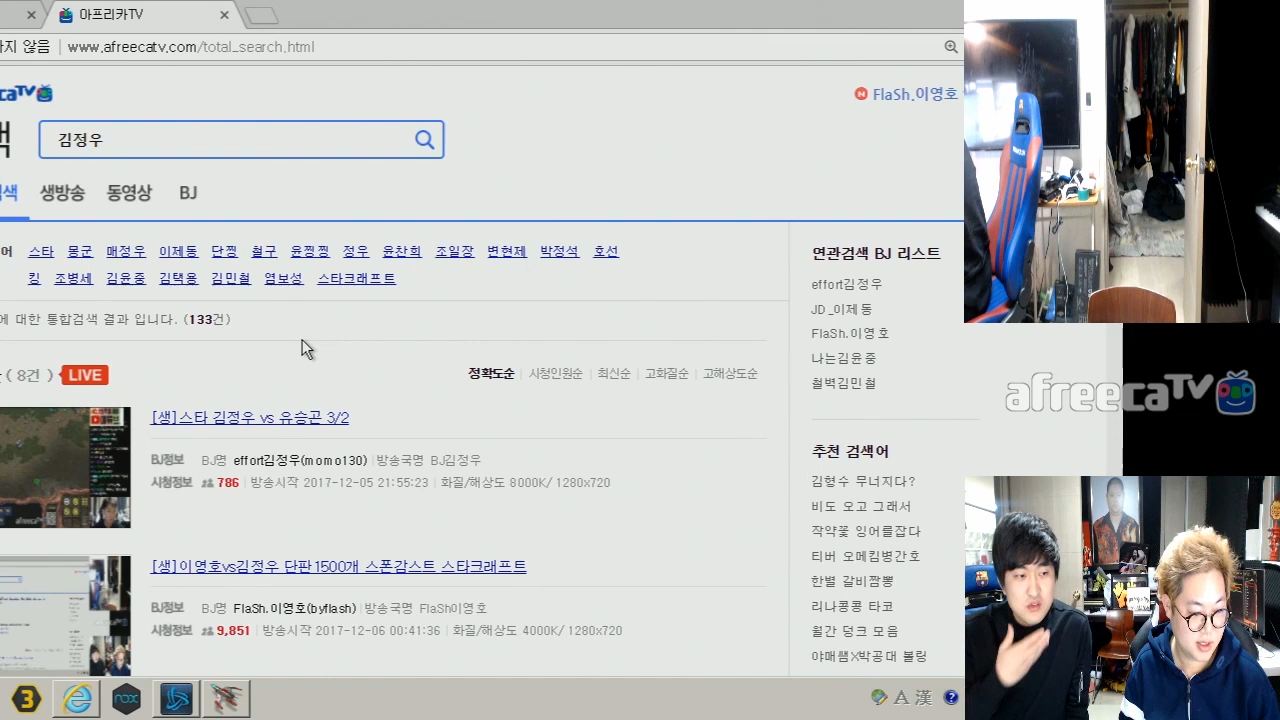 아프리카TV
지 않음 | www.afreecatv.com/total_search.html
caTV
FlaSh.이영호
색
김정우
검색 생방송 동영상 BJ
어 스타 몽군 매정우 이제동 단찡 철구 윤찡찡 정우 윤찬희 조일장 변현제 박정석 호선
킹 조병세 김윤중 김택용 김민철 염보성 스타크래프트
에 대한 통합검색 결과 입니다. (133건)
( 8건 ) LIVE
정확도순 | 시청인원순 | 최신순 | 고화질순 | 고해상도순
[생]스타 김정우 vs 유승곤 3/2
BJ정보 BJ명 effort김정우(momo130) | 방송국명 BJ김정우
시청정보 786 | 방송시작 2017-12-05 21:55:23 | 화질/해상도 8000K/ 1280x720
[생]이영호vs김정우 단판1500개 스폰감스트 스타크래프트
BJ정보 BJ명 FlaSh.이영호(byflash) | 방송국명 FlaSh이영호
시청정보 9,851 | 방송시작 2017-12-06 00:41:36 | 화질/해상도 4000K/ 1280x720
연관검색 BJ 리스트
effort김정우
JD_이제동
FlaSh.이영호
나는김윤중
철벽김민철
추천 검색어
김형수 무너지다?
비도 오고 그래서
작약꽃 잉어를잡다
티버 오메킴병간호
한별 갈비짬뽕
리나콩콩 타코
월간 덩크 모음
야매쌤X박공대 볼링
afreecaTV
3
nox
A 漢 ?